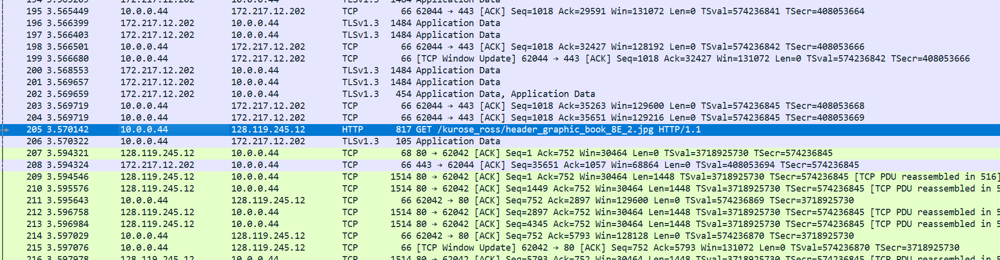 194 3.565209 172.217.12.202 10.0.0.44 TLSv1.3 1484 Application Data
195 3.565449 10.0.0.44 172.217.12.202 TCP 66 62044 → 443 [ACK] Seq=1018 Ack=29591 Win=131072 Len=0 TSval=574236841 TSecr=408053664
196 3.566399 172.217.12.202 10.0.0.44 TLSv1.3 1484 Application Data
197 3.566403 172.217.12.202 10.0.0.44 TLSv1.3 1484 Application Data
198 3.566501 10.0.0.44 172.217.12.202 TCP 66 62044 → 443 [ACK] Seq=1018 Ack=32427 Win=128192 Len=0 TSval=574236842 TSecr=408053666
199 3.566680 10.0.0.44 172.217.12.202 TCP 66 [TCP Window Update] 62044 → 443 [ACK] Seq=1018 Ack=32427 Win=131072 Len=0 TSval=574236842 TSecr=408053666
200 3.568553 172.217.12.202 10.0.0.44 TLSv1.3 1484 Application Data
201 3.569657 172.217.12.202 10.0.0.44 TLSv1.3 1484 Application Data
202 3.569659 172.217.12.202 10.0.0.44 TLSv1.3 454 Application Data, Application Data
203 3.569719 10.0.0.44 172.217.12.202 TCP 66 62044 → 443 [ACK] Seq=1018 Ack=35263 Win=129600 Len=0 TSval=574236845 TSecr=408053668
204 3.569719 10.0.0.44 172.217.12.202 TCP 66 62044 → 443 [ACK] Seq=1018 Ack=35651 Win=129216 Len=0 TSval=574236845 TSecr=408053669
205 3.570142 10.0.0.44 128.119.245.12 HTTP 817 GET /kurose_ross/header_graphic_book_8E_2.jpg HTTP/1.1
206 3.570322 10.0.0.44 172.217.12.202 TLSv1.3 105 Application Data
207 3.594321 128.119.245.12 10.0.0.44 TCP 68 80 → 62042 [ACK] Seq=1 Ack=752 Win=30464 Len=0 TSval=3718925730 TSecr=574236845
208 3.594324 172.217.12.202 10.0.0.44 TCP 66 443 → 62044 [ACK] Seq=35651 Ack=1057 Win=68864 Len=0 TSval=408053694 TSecr=574236845
209 3.594546 128.119.245.12 10.0.0.44 TCP 1514 80 → 62042 [ACK] Seq=1 Ack=752 Win=30464 Len=1448 TSval=3718925730 TSecr=574236845 [TCP PDU reassembled in 516]
210 3.595576 128.119.245.12 10.0.0.44 TCP 1514 80 → 62042 [ACK] Seq=1449 Ack=752 Win=30464 Len=1448 TSval=3718925730 TSecr=574236845 [TCP PDU reassembled in 5
211 3.595643 10.0.0.44 128.119.245.12 TCP 66 62042 → 80 [ACK] Seq=752 Ack=2897 Win=129600 Len=0 TSval=574236869 TSecr=3718925730
212 3.596758 128.119.245.12 10.0.0.44 TCP 1514 80 → 62042 [ACK] Seq=2897 Ack=752 Win=30464 Len=1448 TSval=3718925730 TSecr=574236845 [TCP PDU reassembled in 5
213 3.596984 128.119.245.12 10.0.0.44 TCP 1514 80 → 62042 [ACK] Seq=4345 Ack=752 Win=30464 Len=1448 TSval=3718925730 TSecr=574236845 [TCP PDU reassembled in 5
214 3.597029 10.0.0.44 128.119.245.12 TCP 66 62042 → 80 [ACK] Seq=752 Ack=5793 Win=128128 Len=0 TSval=574236870 TSecr=3718925730
215 3.597076 10.0.0.44 128.119.245.12 TCP 66 [TCP Window Update] 62042 → 80 [ACK] Seq=752 Ack=5793 Win=131072 Len=0 TSval=574236870 TSecr=3718925730
216 3.597978 128.119.245.12 10.0.0.44 TCP 1514 80 → 62042 [ACK] Seq=5793 Ack=752 Win=30464 Len=1448 TSval=3718925730 TSecr=574236845 [TCP PDU reassembled in 5